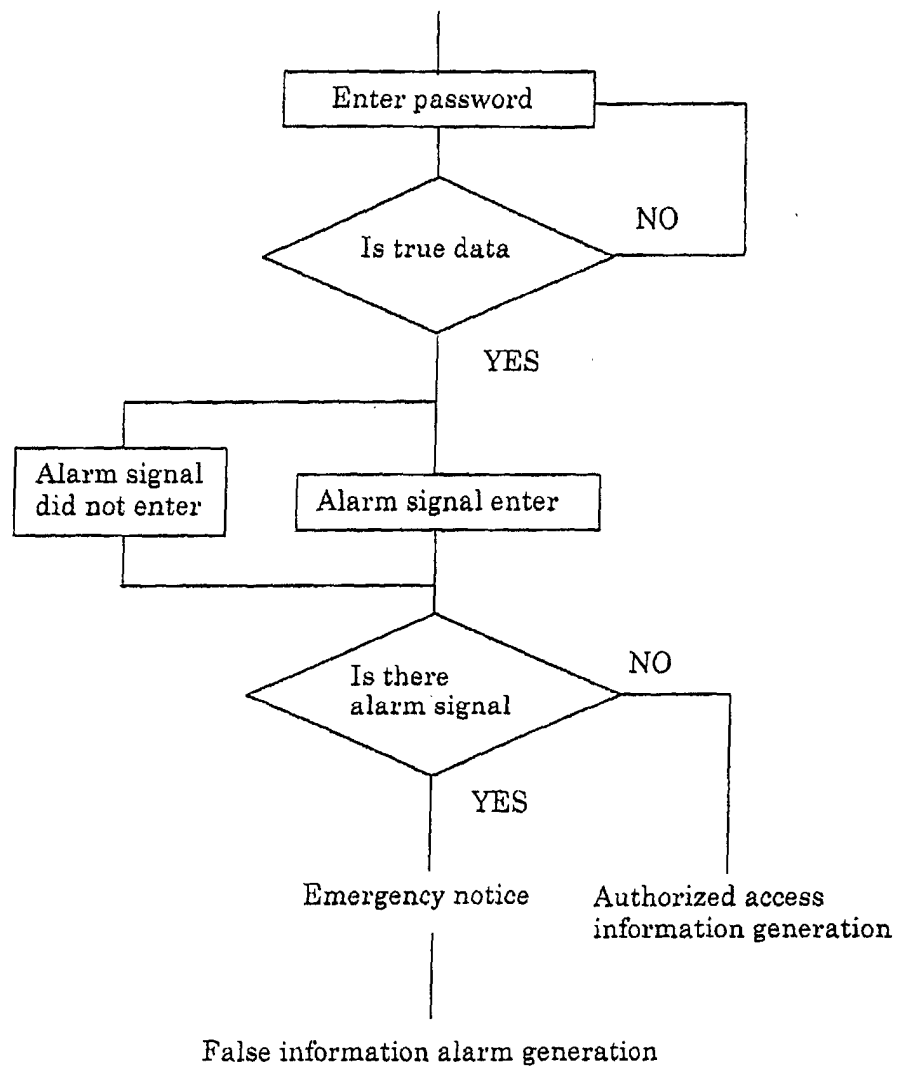 Enter password
Is true data
NO
YES
Alarm signal
did not enter
Alarm signal enter
Is there
alarm signal
NO
YES
Emergency notice
Authorized access
information generation
False information alarm generation